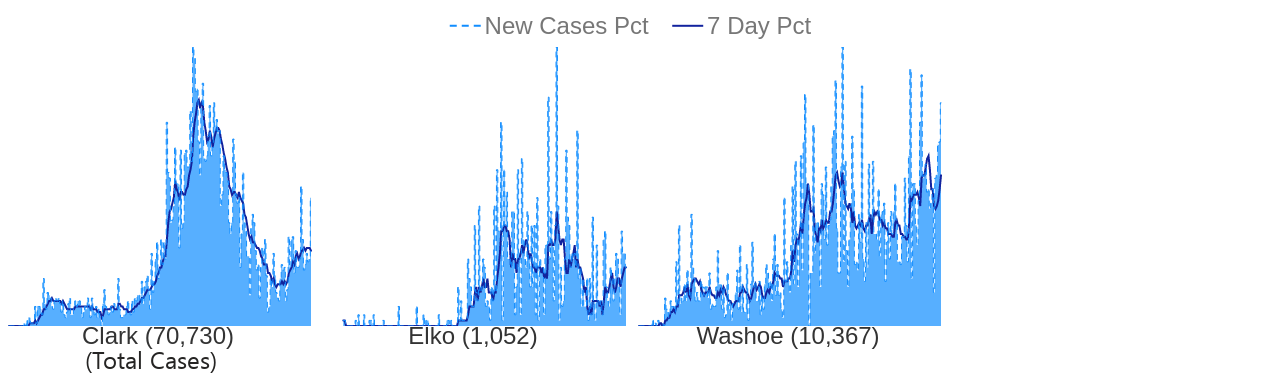 New Cases Pct 7 Day Pct
Clark (70,730) Elko (1,052) Washoe (10,367)
(Total Cases)